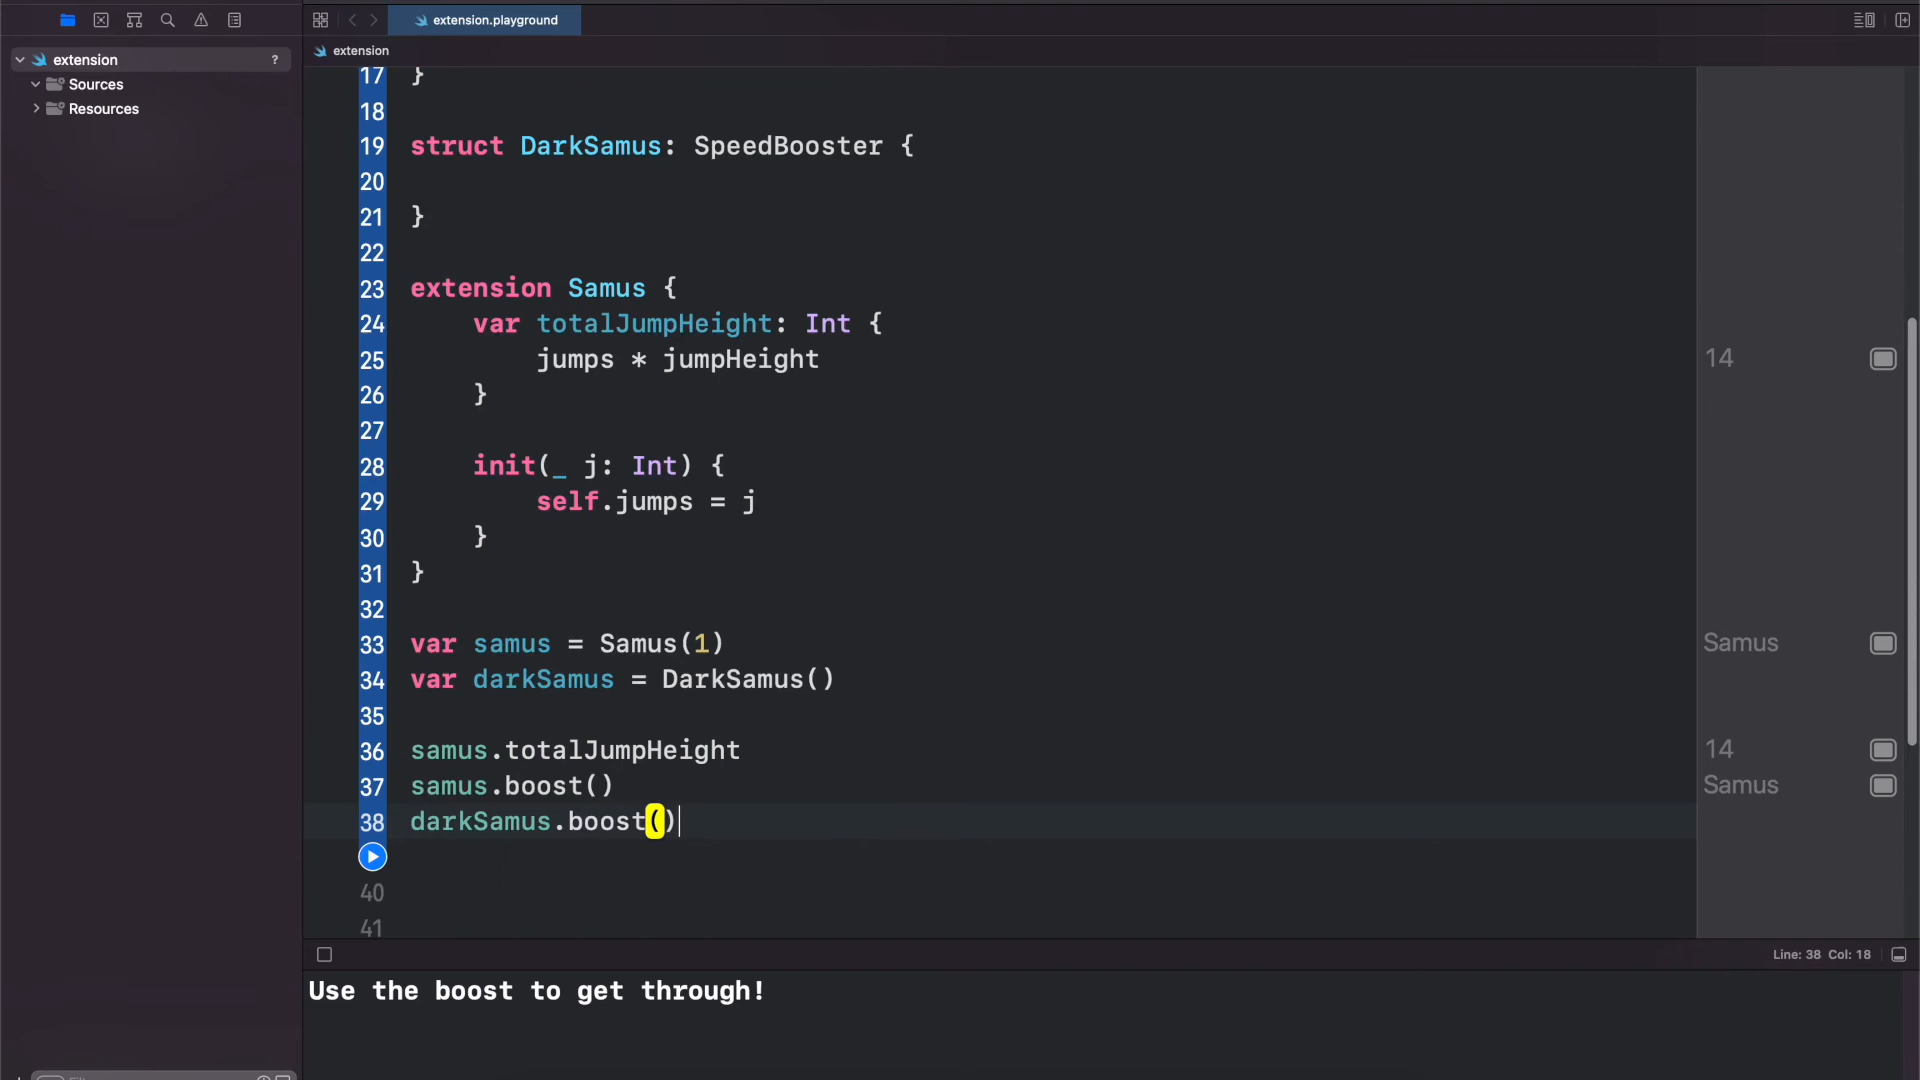 extension.playground
extension
extension ?
Sources
Resources
17 }
18
19 struct DarkSamus: SpeedBooster {
20
21 }
22
23 extension Samus {
24 var totalJumpHeight: Int {
25 jumps * jumpHeight 14
26 }
27
28 init(_ j: Int) {
29 self.jumps = j
30 }
31 }
32
33 var samus = Samus(1) Samus
34 var darkSamus = DarkSamus()
35
36 samus.totalJumpHeight 14
37 samus.boost() Samus
38 darkSamus.boost()
40
41
Line: 38 Col: 18
Use the boost to get through!